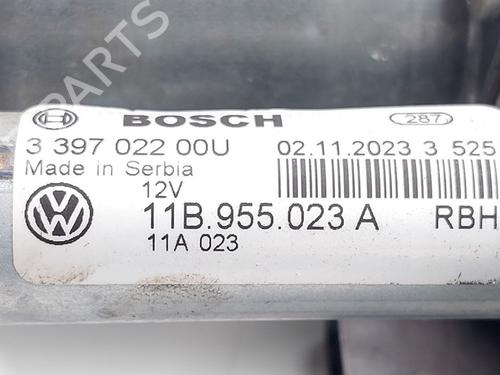 PARTS
BOSCH 287
3 397 022 00U 02.11.2023 3 525
Made in Serbia
12V
11B.955.023 A RBH
11A 023